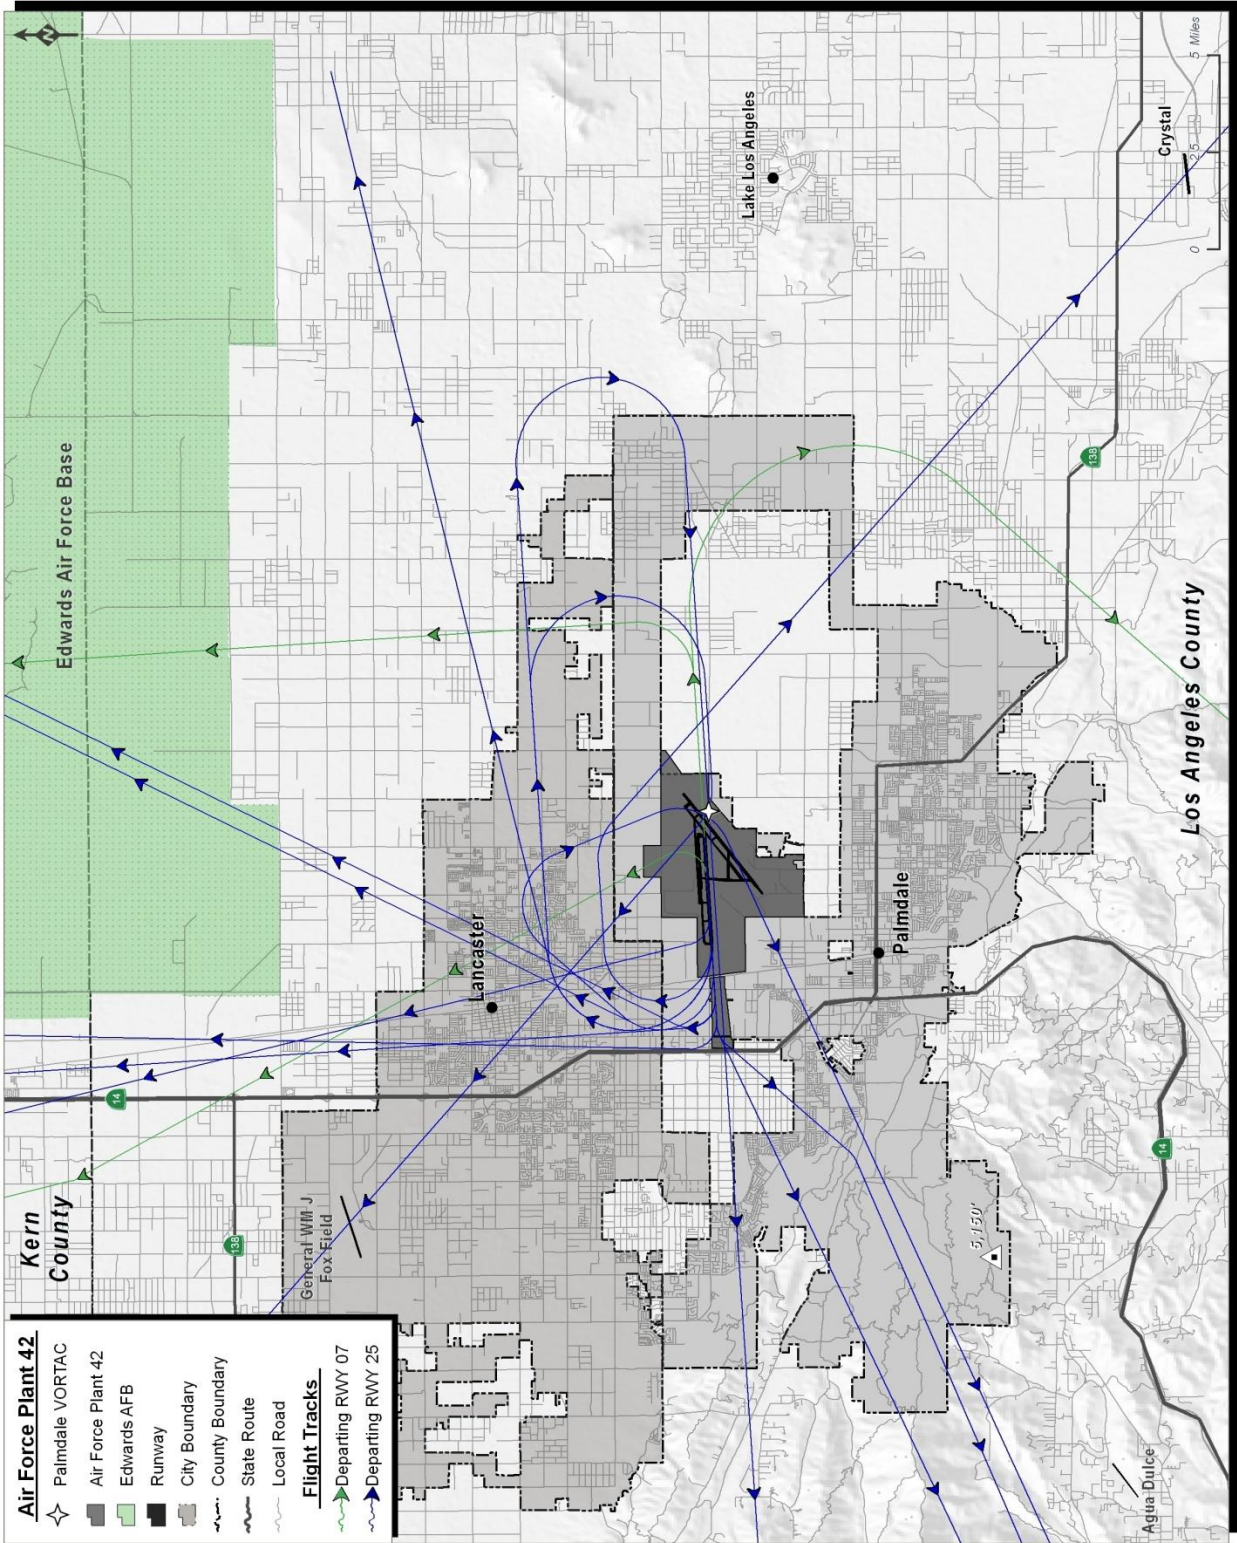 Air Force Plant 42
Palmdale VORTAC
Air Force Plant 42
Edwards AFB
Runway
City Boundary
County Boundary
State Route
Local Road
Flight Tracks
Departing RWY 07
Departing RWY 25
N
Kern
County
138
14
General WM J
Fox Field
Edwards Air Force Base
Lancaster
Palmdale
Lake Los Angeles
138
14
Los Angeles County
Agua Dulce
Crystal
0
2.5
5 Miles